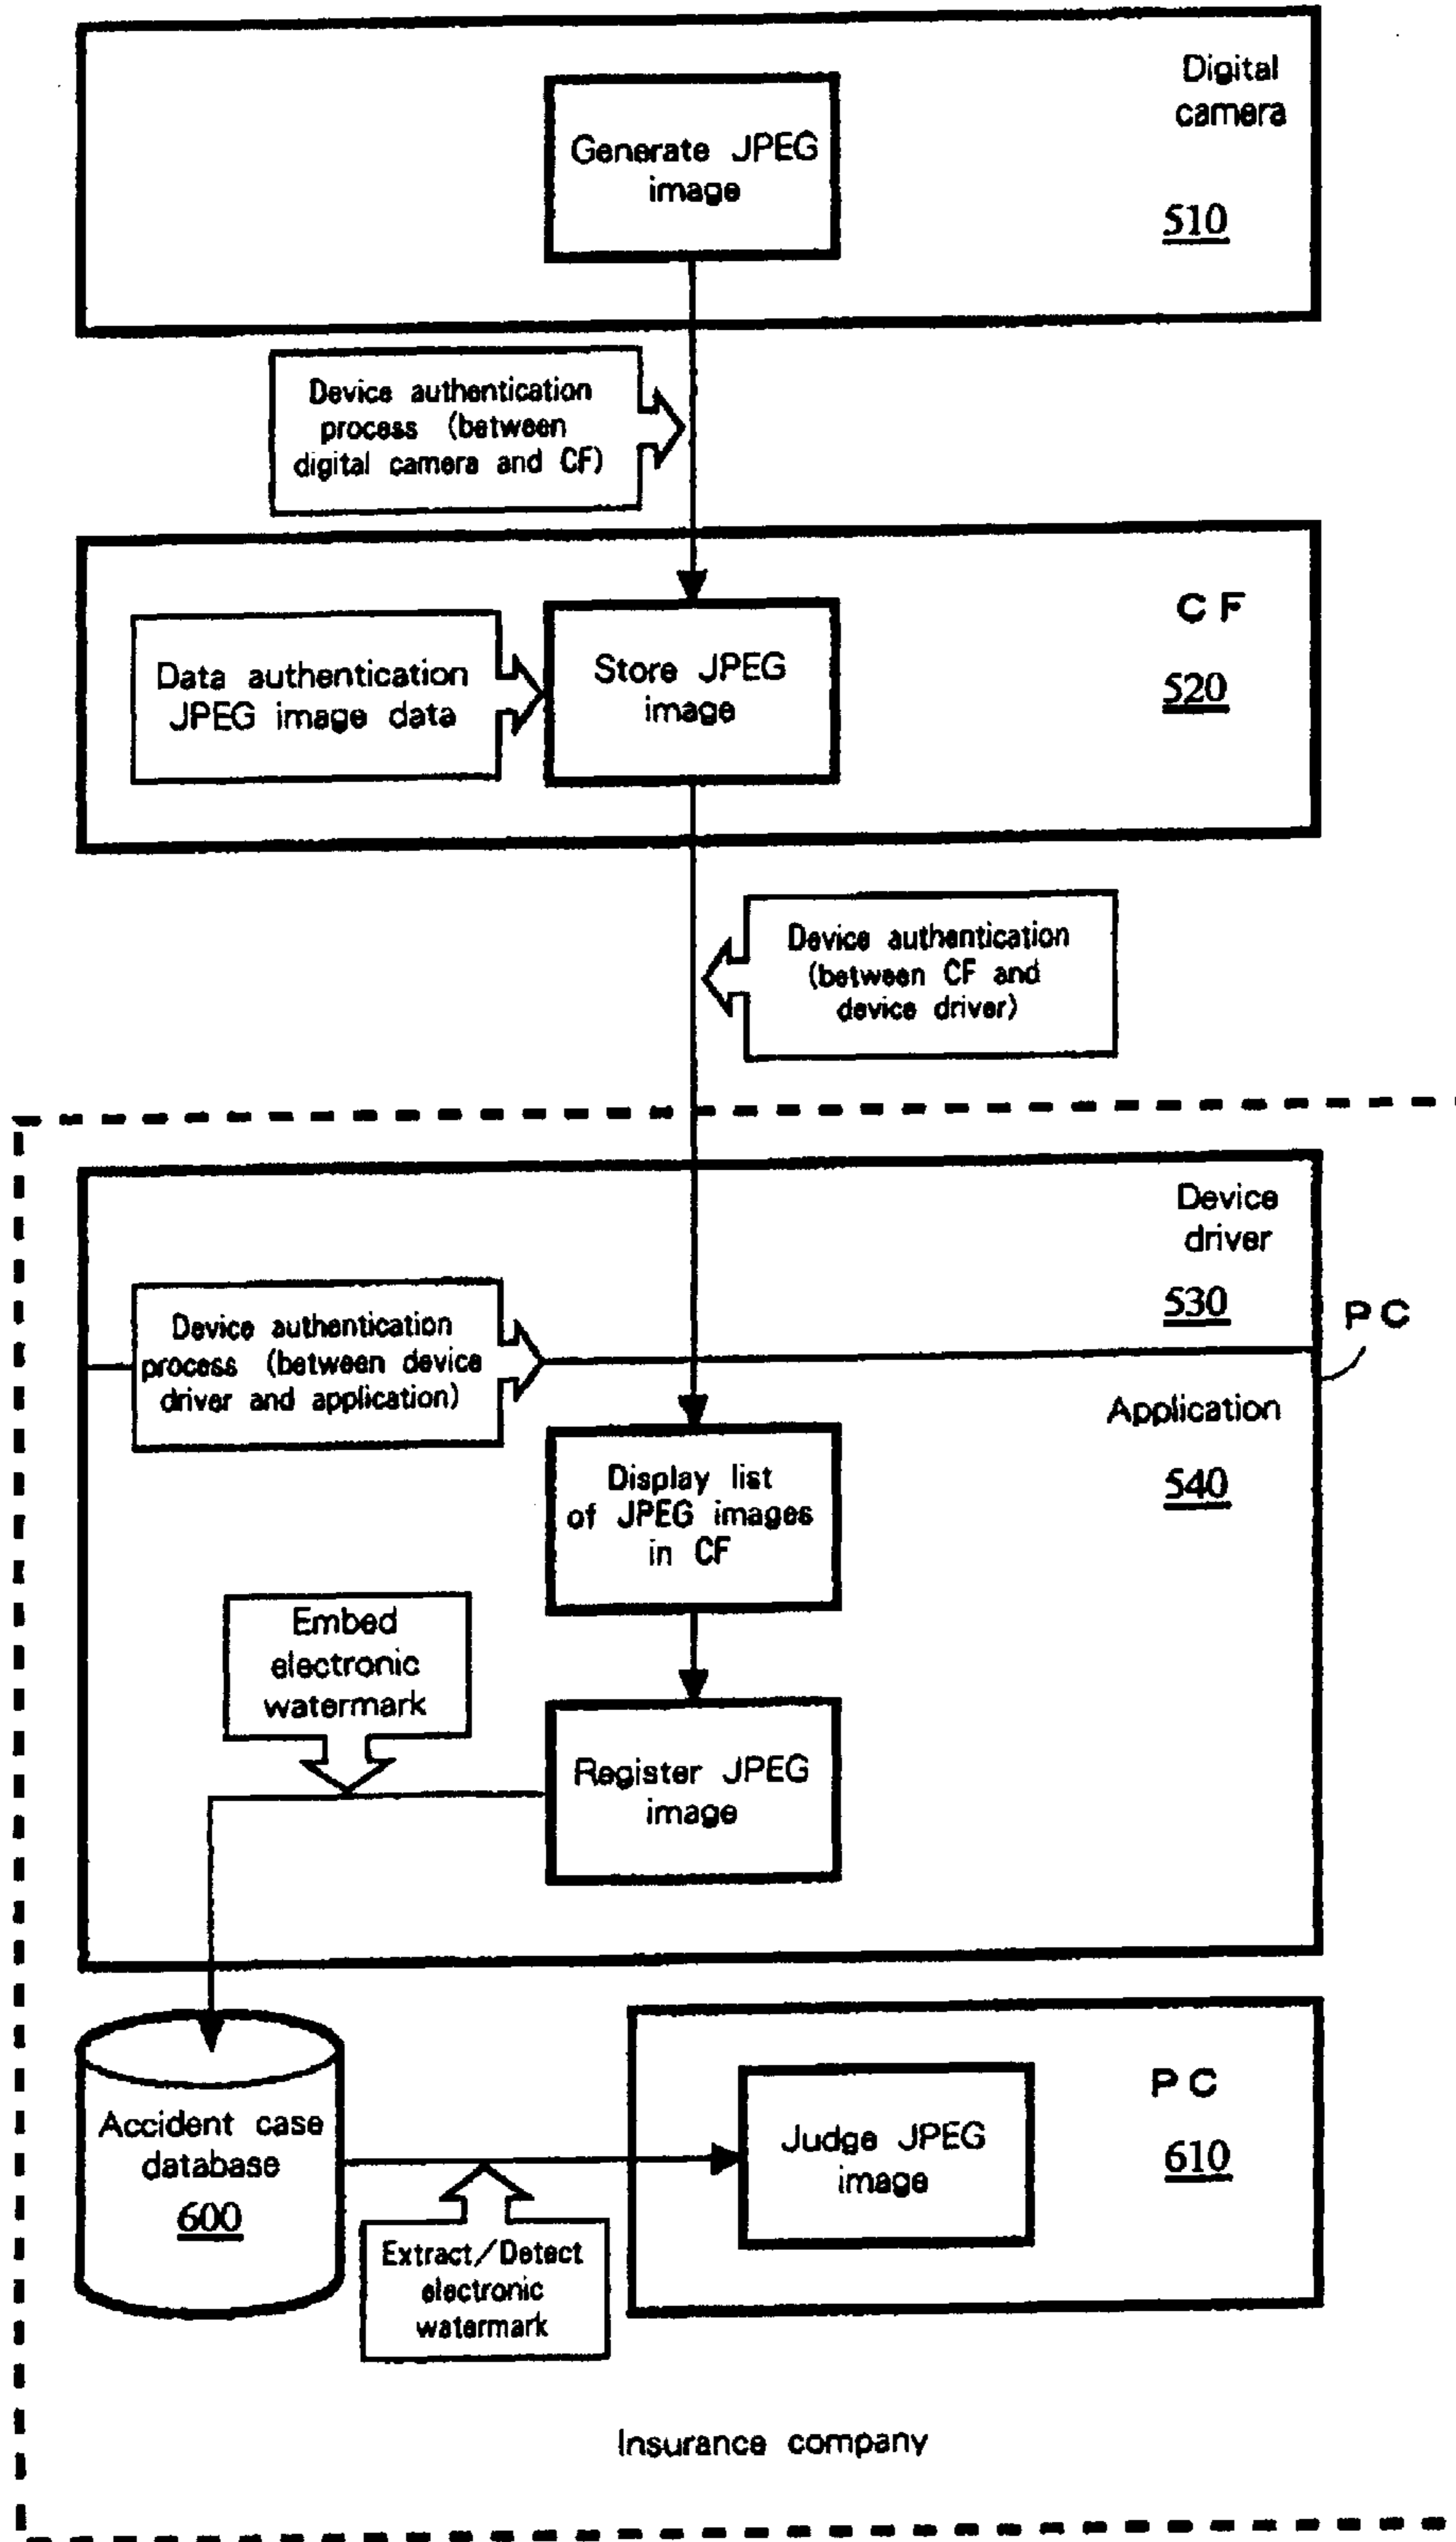 Digital
camera
510
Generate JPEG
image
Device authentication
process (between
digital camera and CF)
CF
520
Data authentication
JPEG image data
Store JPEG
image
Device authentication
(between CF and
device driver)
Device
driver
530
PC
Device authentication
process (between device
driver and application)
Application
540
Display list
of JPEG images
in CF
Embed
electronic
watermark
Register JPEG
image
Accident case
database
600
PC
610
Judge JPEG
image
Extract/Detect
electronic
watermark
Insurance company